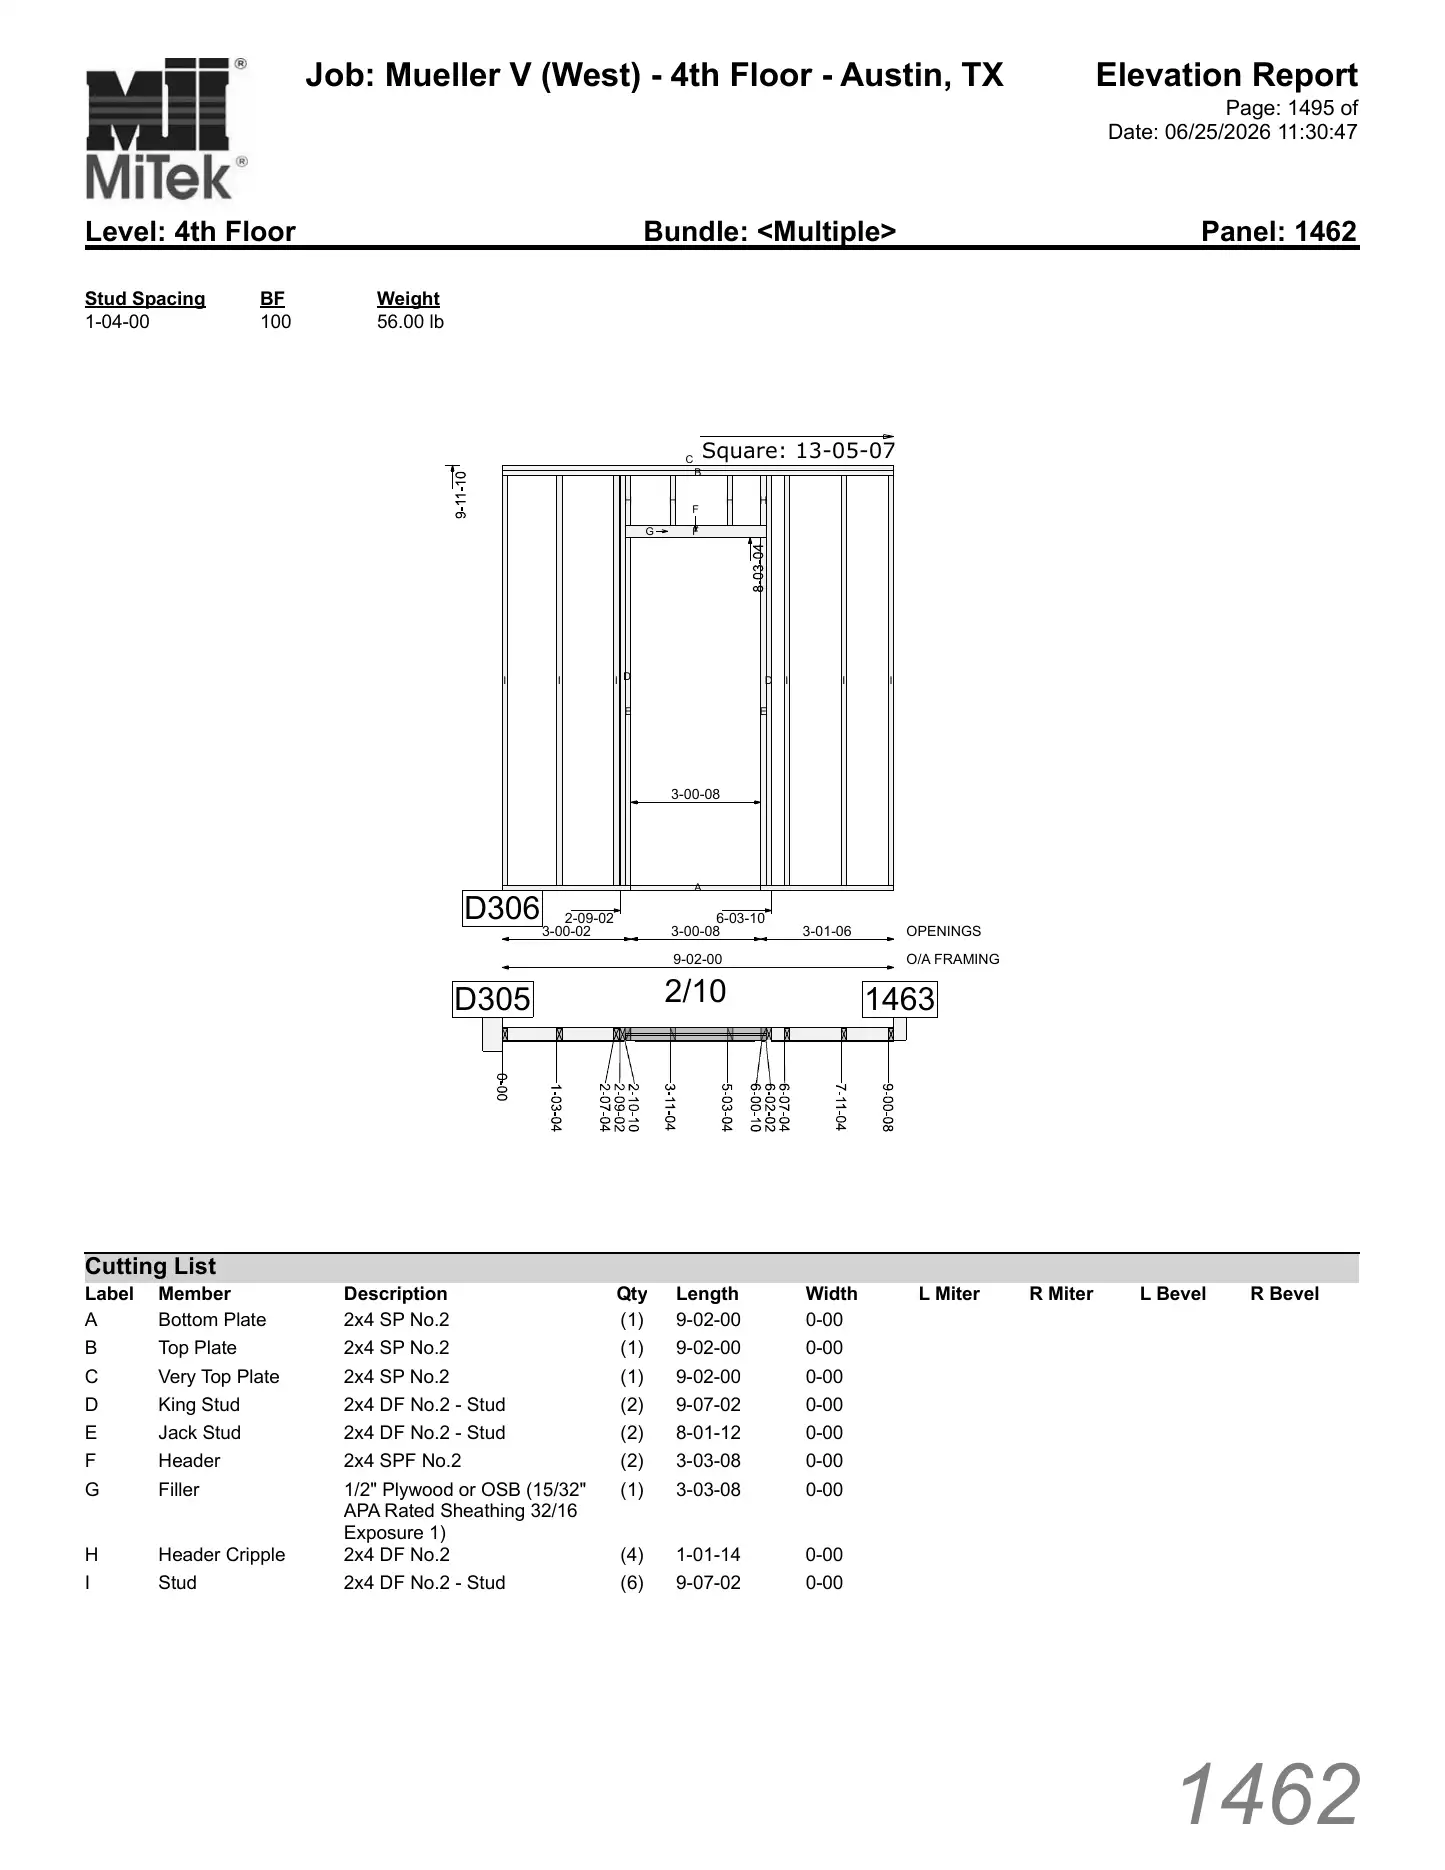 MiTek®
Job: Mueller V (West) - 4th Floor - Austin, TX
Elevation Report
Page: 1495 of
Date: 06/25/2026 11:30:47
Level: 4th Floor Bundle: <Multiple> Panel: 1462
Stud Spacing BF Weight
1-04-00 100 56.00 lb
Square: 13-05-07
C
B
9-11-10
H H H H
F
G F
8-03-04
I I I D D I I I
E E
3-00-08
A
D306
2-09-02 6-03-10
3-00-02 3-00-08 3-01-06 OPENINGS
9-02-00 O/A FRAMING
D305 2/10 1463
0-00 1-03-04 2-07-04 2-09-02 2-10-10 3-11-04 5-03-04 6-00-10 6-02-02 6-07-04 7-11-04 9-00-08
Cutting List
Label Member Description Qty Length Width L Miter R Miter L Bevel R Bevel
A Bottom Plate 2x4 SP No.2 (1) 9-02-00 0-00
B Top Plate 2x4 SP No.2 (1) 9-02-00 0-00
C Very Top Plate 2x4 SP No.2 (1) 9-02-00 0-00
D King Stud 2x4 DF No.2 - Stud (2) 9-07-02 0-00
E Jack Stud 2x4 DF No.2 - Stud (2) 8-01-12 0-00
F Header 2x4 SPF No.2 (2) 3-03-08 0-00
G Filler 1/2" Plywood or OSB (15/32" (1) 3-03-08 0-00
APA Rated Sheathing 32/16
Exposure 1)
H Header Cripple 2x4 DF No.2 (4) 1-01-14 0-00
I Stud 2x4 DF No.2 - Stud (6) 9-07-02 0-00
1462